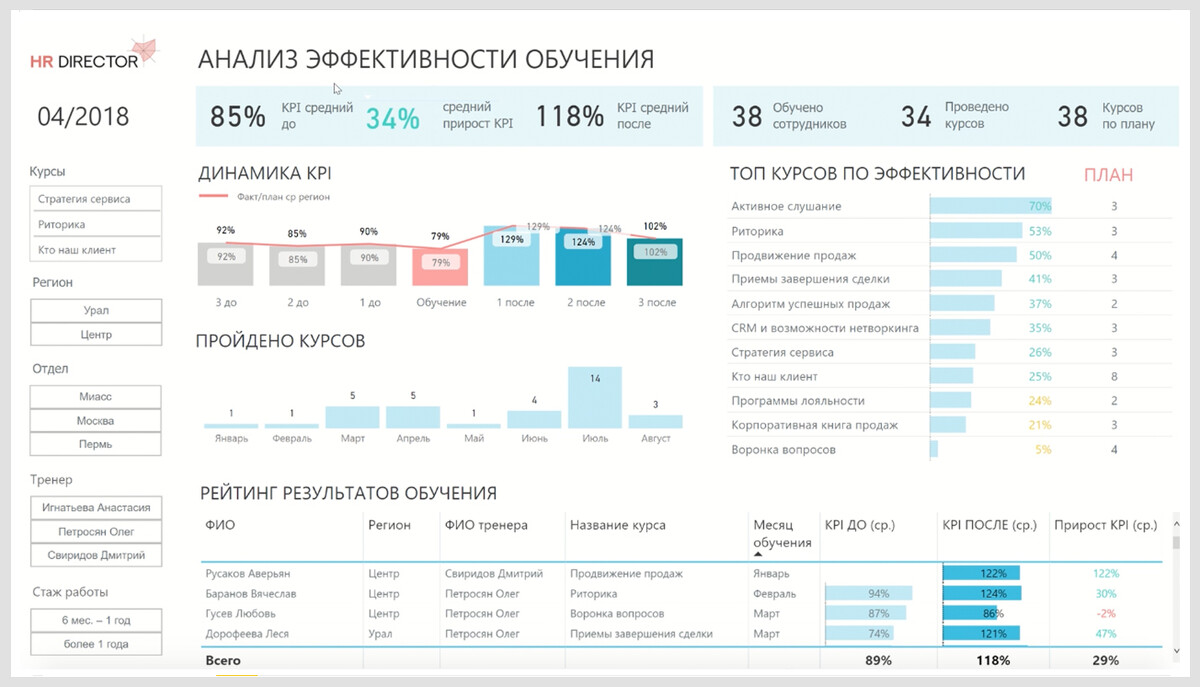 HR DIRECTOR
АНАЛИЗ ЭФФЕКТИВНОСТИ ОБУЧЕНИЯ
04/2018
85% KPI средний до
34% средний прирост KPI
118% KPI средний после
38 Обучено сотрудников
34 Проведено курсов
38 Курсов по плану
Курсы
Стратегия сервиса
Риторика
Кто наш клиент
Регион
Урал
Центр
Отдел
Миасс
Москва
Пермь
Тренер
Игнатьева Анастасия
Петросян Олег
Свиридов Дмитрий
Стаж работы
6 мес. – 1 год
более 1 года
ДИНАМИКА KPI
Факт/план ср регион
92% 85% 90% 79% 129% 124% 102%
92% 85% 90% 79% 129% 124% 102%
3 до 2 до 1 до Обучение 1 после 2 после 3 после
ПРОЙДЕНО КУРСОВ
1 1 5 5 1 4 14 3
Январь Февраль Март Апрель Май Июнь Июль Август
ТОП КУРСОВ ПО ЭФФЕКТИВНОСТИ ПЛАН
Активное слушание 70% 3
Риторика 53% 3
Продвижение продаж 50% 4
Приемы завершения сделки 41% 3
Алгоритм успешных продаж 37% 2
CRM и возможности нетворкинга 35% 3
Стратегия сервиса 26% 3
Кто наш клиент 25% 8
Программы лояльности 24% 2
Корпоративная книга продаж 21% 3
Воронка вопросов 5% 4
РЕЙТИНГ РЕЗУЛЬТАТОВ ОБУЧЕНИЯ
ФИО Регион ФИО тренера Название курса Месяц обучения KPI ДО (ср.) KPI ПОСЛЕ (ср.) Прирост KPI (ср.)
Русаков Аверьян Центр Свиридов Дмитрий Продвижение продаж Январь 122% 122%
Баранов Вячеслав Центр Петросян Олег Риторика Февраль 94% 124% 30%
Гусев Любовь Центр Петросян Олег Воронка вопросов Март 87% 86% -2%
Дорофеева Леся Урал Петросян Олег Приемы завершения сделки Март 74% 121% 47%
Всего 89% 118% 29%